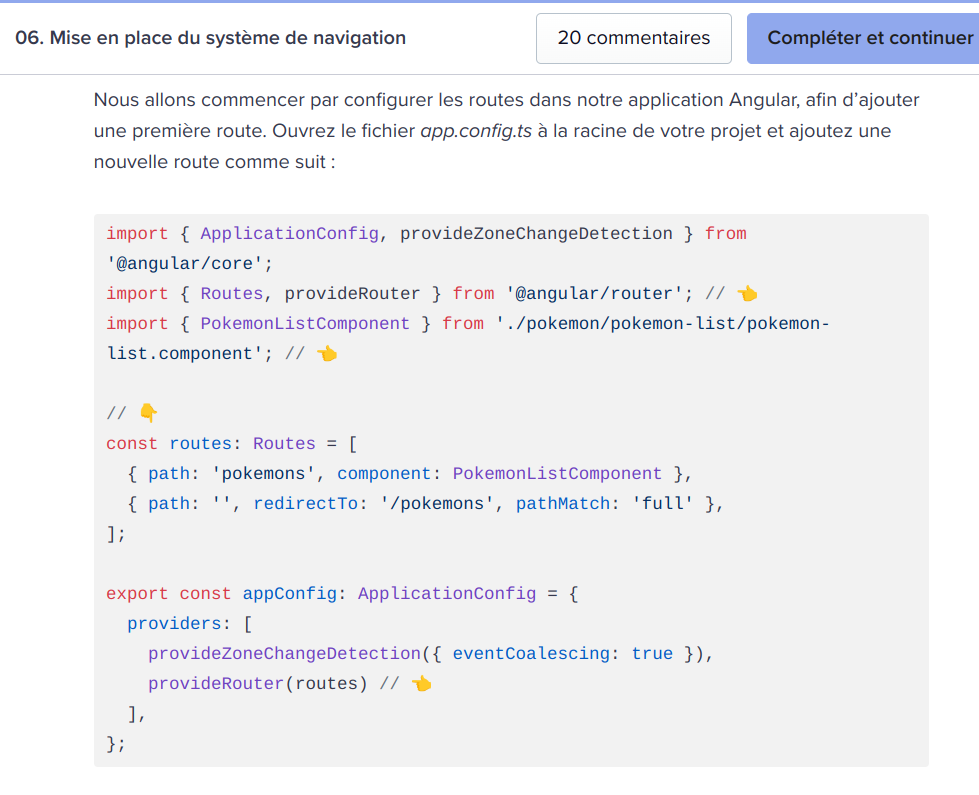 06. Mise en place du système de navigation
20 commentaires
Compléter et continuer
Nous allons commencer par configurer les routes dans notre application Angular, afin d’ajouter
une première route. Ouvrez le fichier app.config.ts à la racine de votre projet et ajoutez une
nouvelle route comme suit :
import { ApplicationConfig, provideZoneChangeDetection } from
'@angular/core';
import { Routes, provideRouter } from '@angular/router'; // 👈
import { PokemonListComponent } from './pokemon/pokemon-list/pokemon-
list.component'; // 👈
// 👇
const routes: Routes = [
  { path: 'pokemons', component: PokemonListComponent },
  { path: '', redirectTo: '/pokemons', pathMatch: 'full' },
];
export const appConfig: ApplicationConfig = {
  providers: [
    provideZoneChangeDetection({ eventCoalescing: true }),
    provideRouter(routes) // 👈
  ],
};